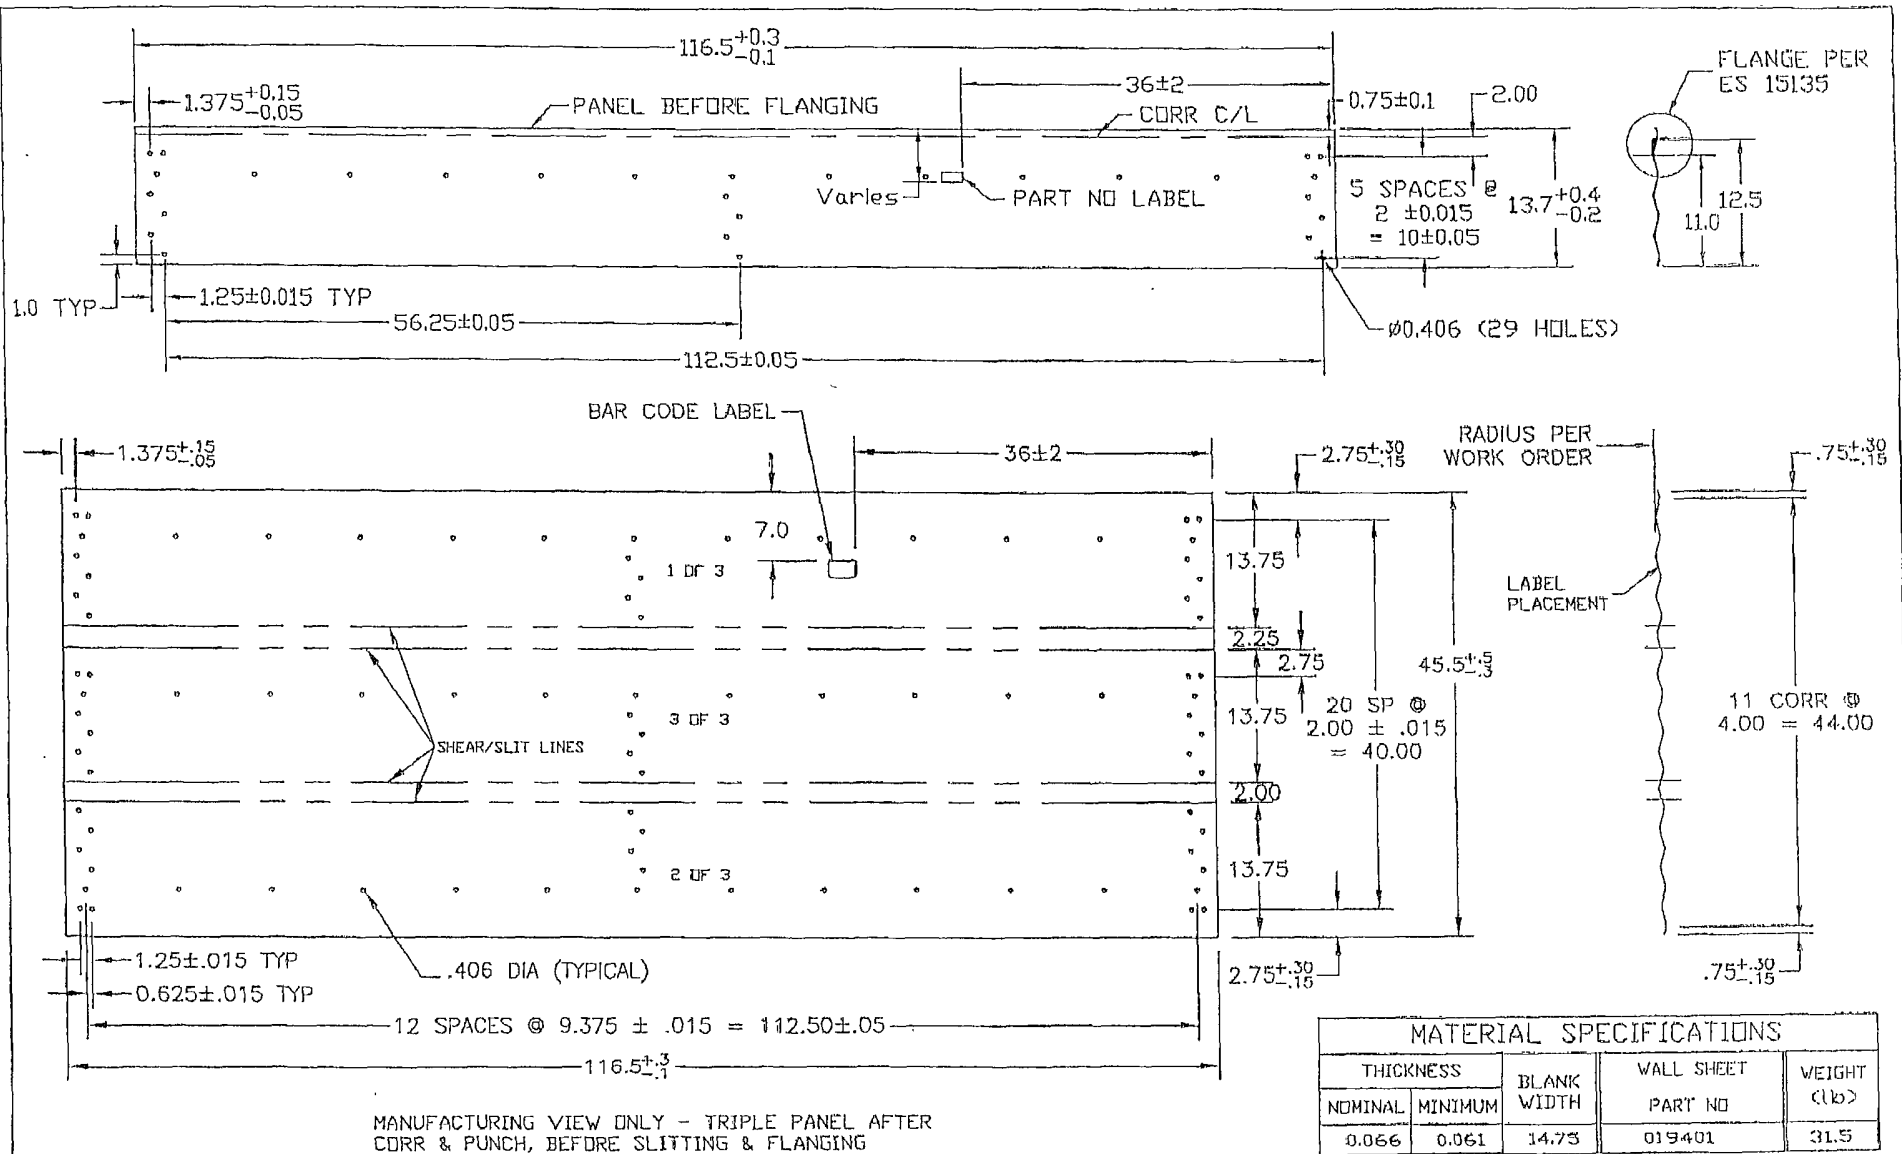 116.5 +0.3 -0.1
36±2
FLANGE PER
ES 15135
1.375 +0.15 -0.05
PANEL BEFORE FLANGING
CORR C/L
0.75±0.1
2.00
Varies
PART NO LABEL
5 SPACES @
2 ±0.015
= 10±0.05
13.7 +0.4 -0.2
11.0
12.5
1.0 TYP
1.25±0.015 TYP
56.25±0.05
Ø0.406 (29 HOLES)
112.5±0.05
BAR CODE LABEL
1.375 +.15 -.05
36±2
2.75 +.30 -.15
RADIUS PER
WORK ORDER
.75 +.30 -.15
7.0
1 OF 3
13.75
LABEL
PLACEMENT
2.25
2.75
45.5 +.5 -.3
3 OF 3
13.75
20 SP @
2.00 ± .015
= 40.00
11 CORR @
4.00 = 44.00
SHEAR/SLIT LINES
2.00
2 OF 3
13.75
1.25±.015 TYP
.406 DIA (TYPICAL)
2.75 +.30 -.15
.75 +.30 -.15
0.625±.015 TYP
12 SPACES @ 9.375 ± .015 = 112.50±.05
116.5 +.3 -.1
MANUFACTURING VIEW ONLY - TRIPLE PANEL AFTER
CORR & PUNCH, BEFORE SLITTING & FLANGING
MATERIAL SPECIFICATIONS
THICKNESS
BLANK
WIDTH
WALL SHEET
PART NO
WEIGHT
(lb)
NOMINAL
MINIMUM
0.066
0.061
14.75
019401
31.5